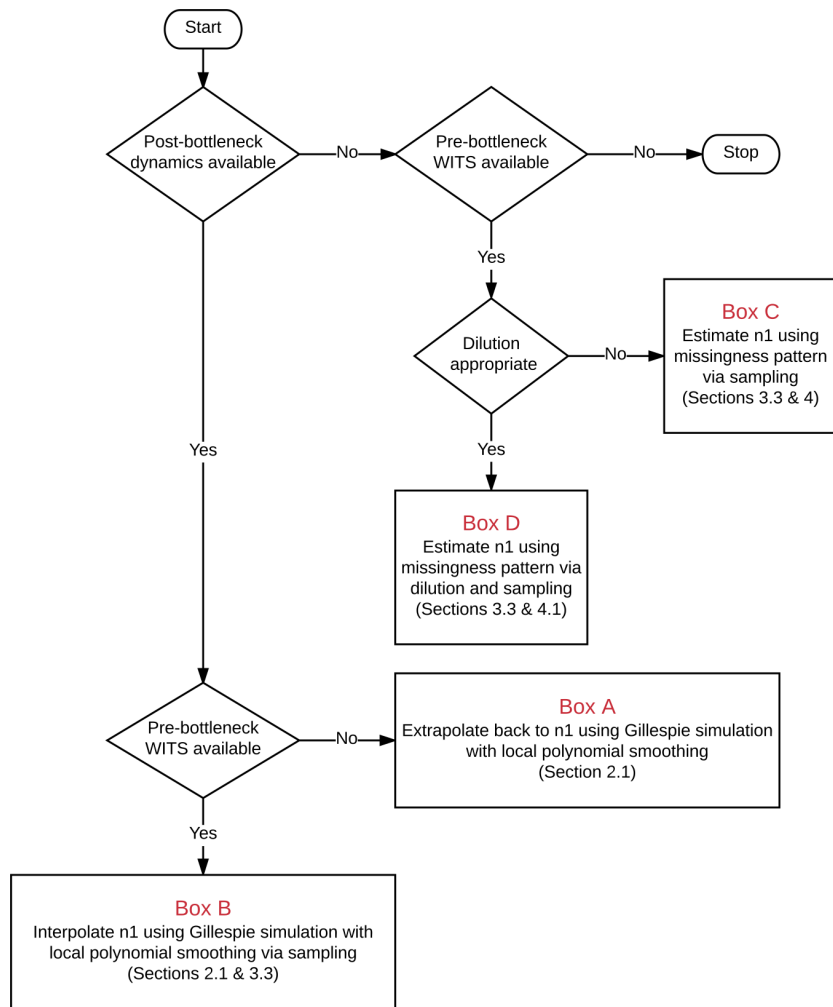 Start
Post-bottleneck
dynamics available
No
Pre-bottleneck
WITS available
No
Stop
Yes
Dilution
appropriate
No
Box C
Estimate n1 using
missingness pattern
via sampling
(Sections 3.3 & 4)
Yes
Yes
Box D
Estimate n1 using
missingness pattern via
dilution and sampling
(Sections 3.3 & 4.1)
Pre-bottleneck
WITS available
No
Box A
Extrapolate back to n1 using Gillespie simulation
with local polynomial smoothing
(Section 2.1)
Yes
Box B
Interpolate n1 using Gillespie simulation with
local polynomial smoothing via sampling
(Sections 2.1 & 3.3)